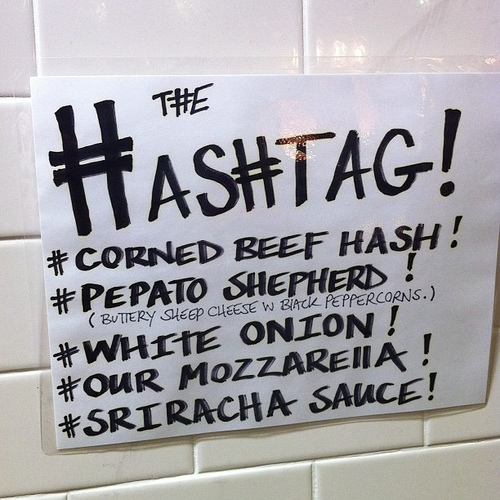 THE
HASHTAG!
#CORNED BEEF HASH!
#PEPATO SHEPHERD!
(BUTTERY SHEEP CHEESE W BLACK PEPPERCORNS.)
#WHITE ONION!
#OUR MOZZARELLA!
#SRIRACHA SAUCE!